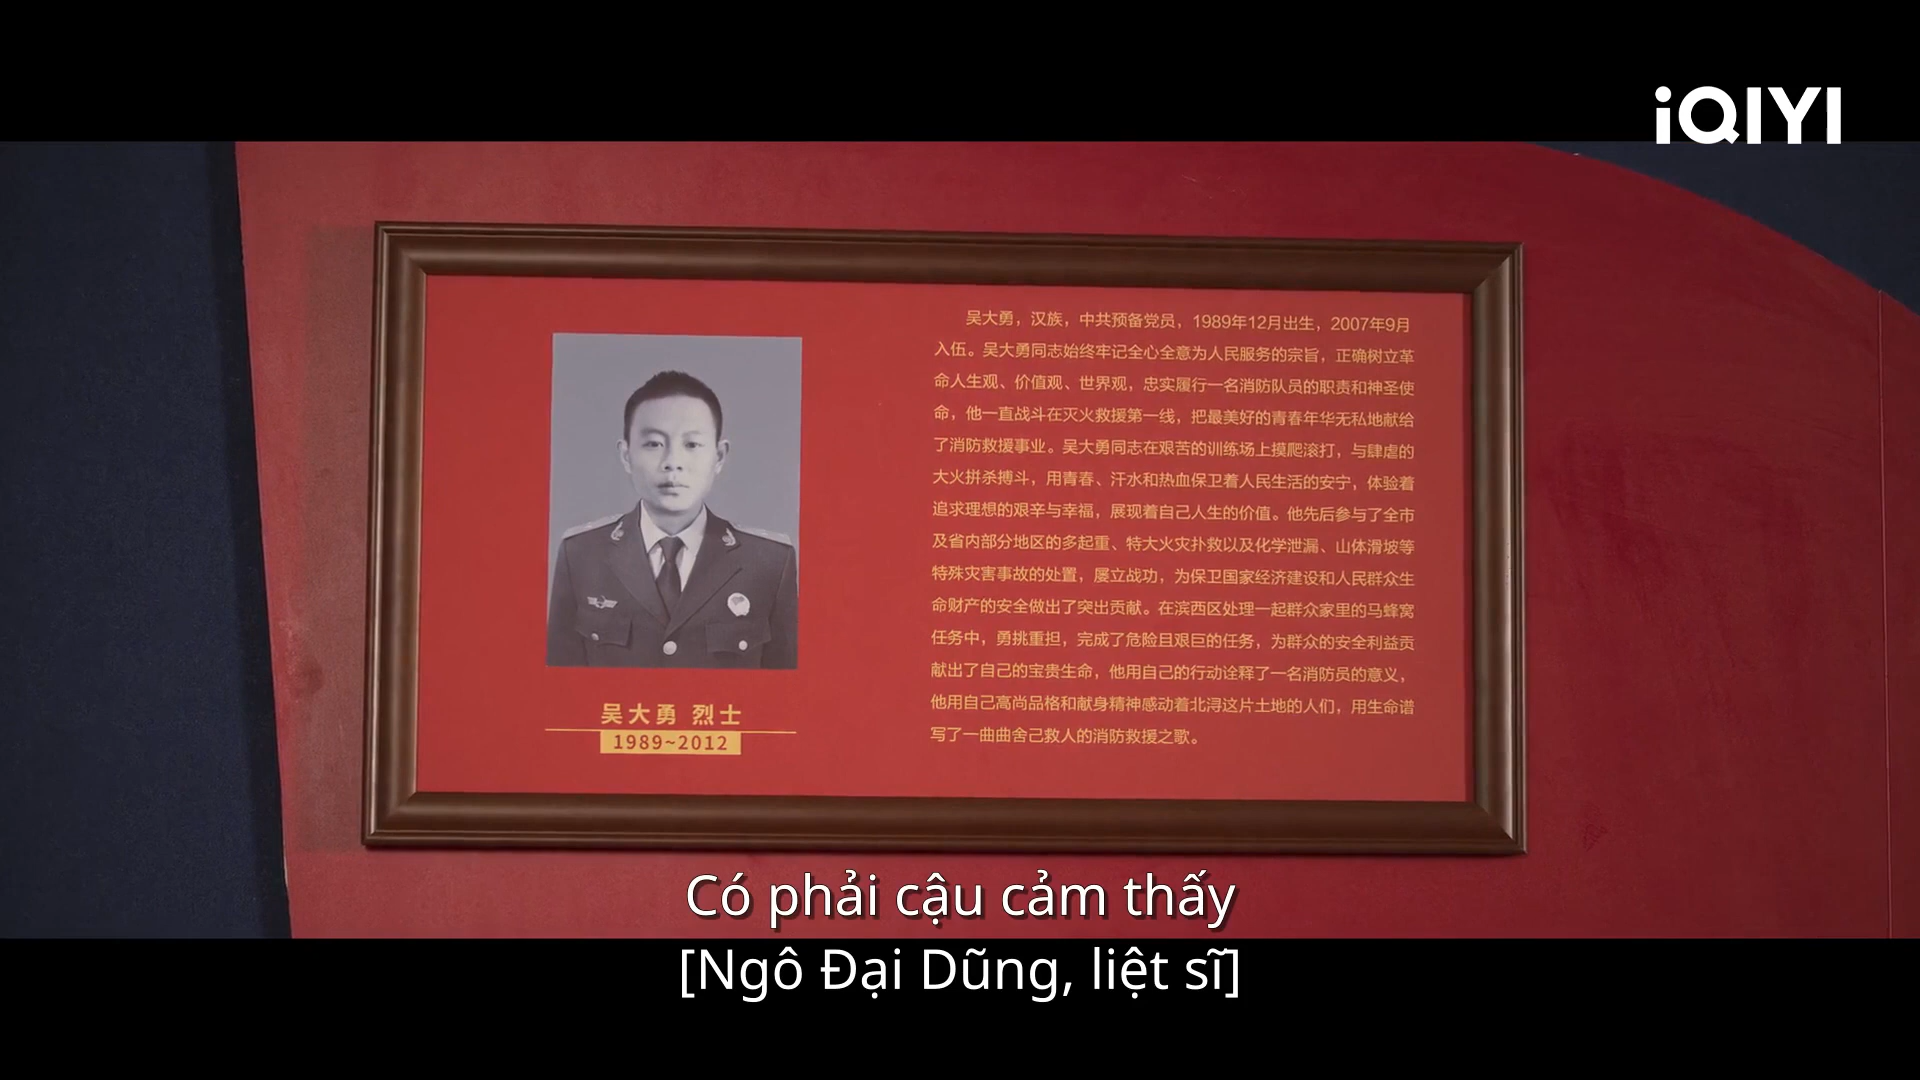 iQIYI
吴大勇，汉族，中共预备党员，1989年12月出生，2007年9月
入伍。吴大勇同志始终牢记全心全意为人民服务的宗旨，正确树立革
命人生观、价值观、世界观，忠实履行一名消防队员的职责和神圣使
命，他一直战斗在灭火救援第一线，把最美好的青春年华无私地献给
了消防救援事业。吴大勇同志在艰苦的训练场上摸爬滚打，与肆虐的
大火拼杀搏斗，用青春、汗水和热血保卫着人民生活的安宁，体验着
追求理想的艰辛与幸福，展现着自己人生的价值。他先后参与了全市
及省内部分地区的多起重、特大火灾扑救以及化学泄漏、山体滑坡等
特殊灾害事故的处置，屡立战功，为保卫国家经济建设和人民群众生
命财产的安全做出了突出贡献。在滨西区处理一起群众家里的马蜂窝
任务中，勇挑重担，完成了危险且艰巨的任务，为群众的安全利益贡
献出了自己的宝贵生命，他用自己的行动诠释了一名消防员的意义，
他用自己高尚品格和献身精神感动着北浔这片土地的人们，用生命谱
写了一曲曲舍己救人的消防救援之歌。
吴大勇 烈士
1989~2012
Có phải cậu cảm thấy
[Ngô Đại Dũng, liệt sĩ]